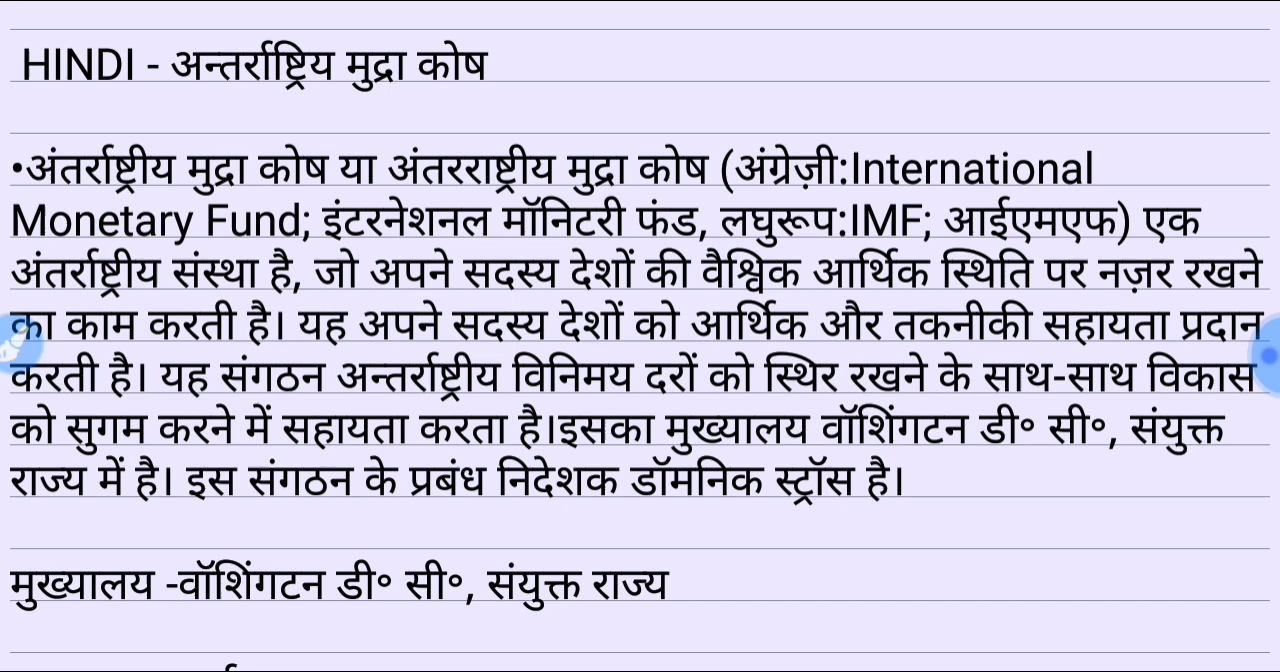 HINDI - अन्तर्राष्ट्रिय मुद्रा कोष
•अंतर्राष्ट्रीय मुद्रा कोष या अंतरराष्ट्रीय मुद्रा कोष (अंग्रेज़ी:International
Monetary Fund; इंटरनेशनल मॉनिटरी फंड, लघुरूप:IMF; आईएमएफ) एक
अंतर्राष्ट्रीय संस्था है, जो अपने सदस्य देशों की वैश्विक आर्थिक स्थिति पर नज़र रखने
का काम करती है। यह अपने सदस्य देशों को आर्थिक और तकनीकी सहायता प्रदान
करती है। यह संगठन अन्तर्राष्ट्रीय विनिमय दरों को स्थिर रखने के साथ-साथ विकास
को सुगम करने में सहायता करता है।इसका मुख्यालय वॉशिंगटन डी॰ सी॰, संयुक्त
राज्य में है। इस संगठन के प्रबंध निदेशक डॉमनिक स्ट्रॉस है।
मुख्यालय -वॉशिंगटन डी॰ सी॰, संयुक्त राज्य